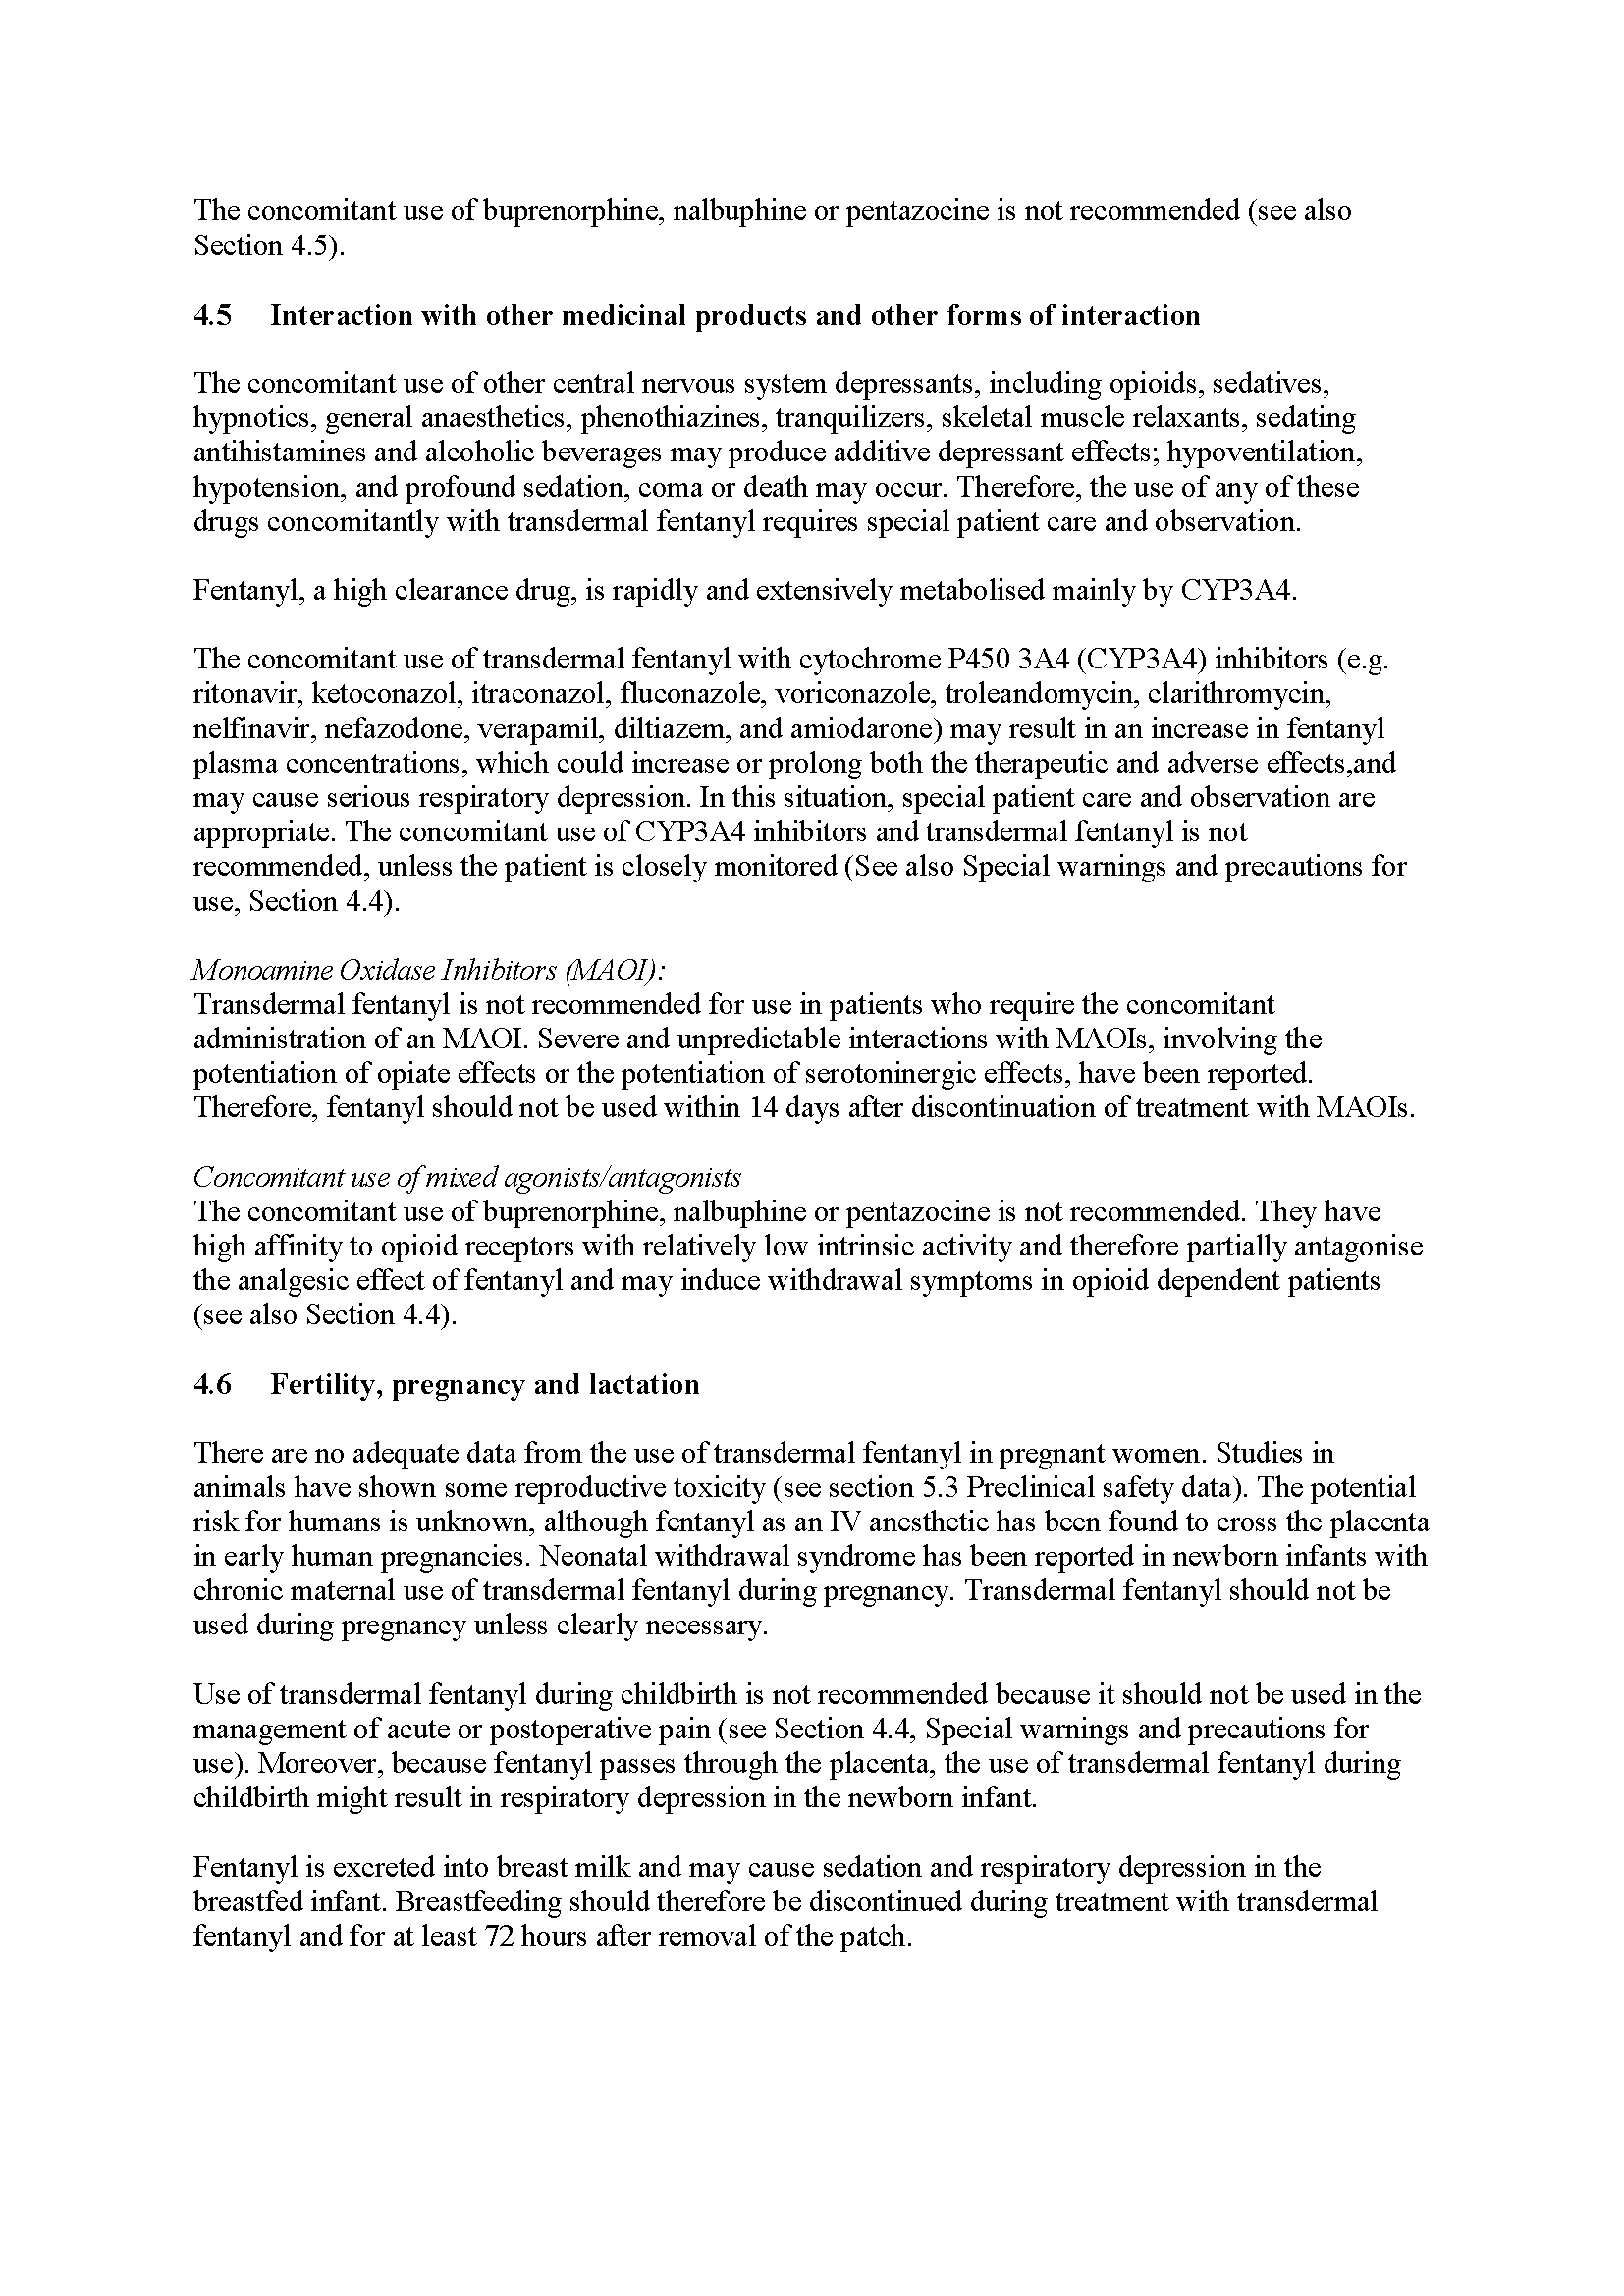 The concomitant use of buprenorphine, nalbuphine or pentazocine is not recommended (see also
Section 4.5).
4.5 Interaction with other medicinal products and other forms of interaction
The concomitant use of other central nervous system depressants, including opioids, sedatives,
hypnotics, general anaesthetics, phenothiazines, tranquilizers, skeletal muscle relaxants, sedating
antihistamines and alcoholic beverages may produce additive depressant effects; hypoventilation,
hypotension, and profound sedation, coma or death may occur. Therefore, the use of any of these
drugs concomitantly with transdermal fentanyl requires special patient care and observation.
Fentanyl, a high clearance drug, is rapidly and extensively metabolised mainly by CYP3A4.
The concomitant use of transdermal fentanyl with cytochrome P450 3A4 (CYP3A4) inhibitors (e.g.
ritonavir, ketoconazol, itraconazol, fluconazole, voriconazole, troleandomycin, clarithromycin,
nelfinavir, nefazodone, verapamil, diltiazem, and amiodarone) may result in an increase in fentanyl
plasma concentrations, which could increase or prolong both the therapeutic and adverse effects,and
may cause serious respiratory depression. In this situation, special patient care and observation are
appropriate. The concomitant use of CYP3A4 inhibitors and transdermal fentanyl is not
recommended, unless the patient is closely monitored (See also Special warnings and precautions for
use, Section 4.4).
Monoamine Oxidase Inhibitors (MAOI):
Transdermal fentanyl is not recommended for use in patients who require the concomitant
administration of an MAOI. Severe and unpredictable interactions with MAOIs, involving the
potentiation of opiate effects or the potentiation of serotoninergic effects, have been reported.
Therefore, fentanyl should not be used within 14 days after discontinuation of treatment with MAOIs.
Concomitant use of mixed agonists/antagonists
The concomitant use of buprenorphine, nalbuphine or pentazocine is not recommended. They have
high affinity to opioid receptors with relatively low intrinsic activity and therefore partially antagonise
the analgesic effect of fentanyl and may induce withdrawal symptoms in opioid dependent patients
(see also Section 4.4).
4.6 Fertility, pregnancy and lactation
There are no adequate data from the use of transdermal fentanyl in pregnant women. Studies in
animals have shown some reproductive toxicity (see section 5.3 Preclinical safety data). The potential
risk for humans is unknown, although fentanyl as an IV anesthetic has been found to cross the placenta
in early human pregnancies. Neonatal withdrawal syndrome has been reported in newborn infants with
chronic maternal use of transdermal fentanyl during pregnancy. Transdermal fentanyl should not be
used during pregnancy unless clearly necessary.
Use of transdermal fentanyl during childbirth is not recommended because it should not be used in the
management of acute or postoperative pain (see Section 4.4, Special warnings and precautions for
use). Moreover, because fentanyl passes through the placenta, the use of transdermal fentanyl during
childbirth might result in respiratory depression in the newborn infant.
Fentanyl is excreted into breast milk and may cause sedation and respiratory depression in the
breastfed infant. Breastfeeding should therefore be discontinued during treatment with transdermal
fentanyl and for at least 72 hours after removal of the patch.